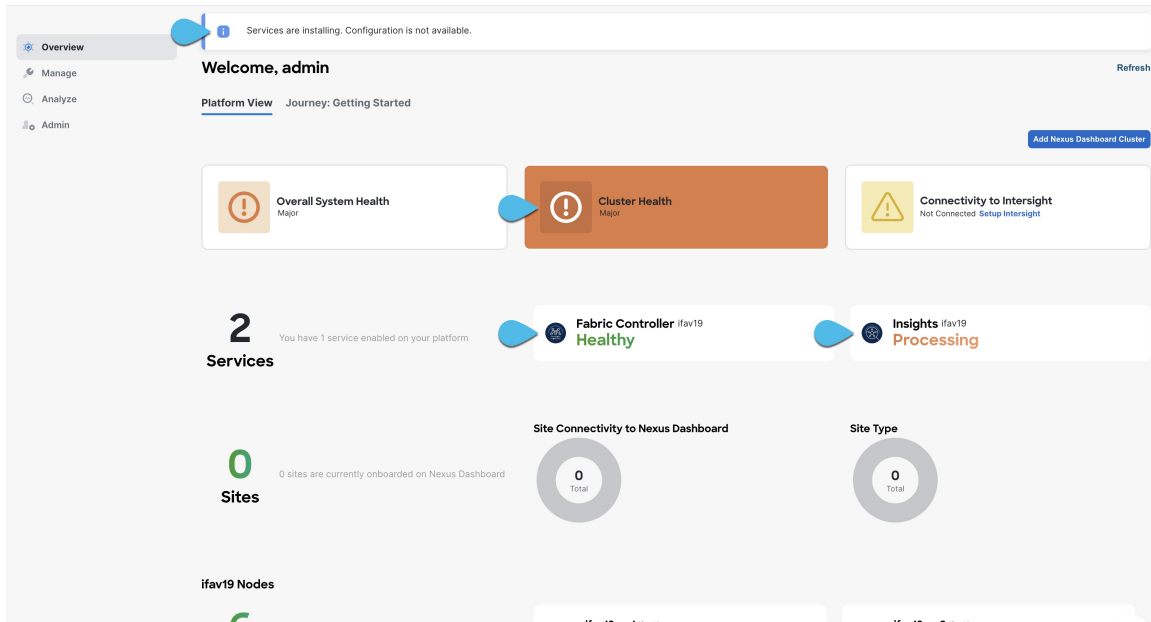 Services are installing. Configuration is not available.
Overview
Manage
Analyze
Admin
Welcome, admin
Refresh
Platform View Journey: Getting Started
Add Nexus Dashboard Cluster
Overall System Health
Major
Cluster Health
Major
Connectivity to Intersight
Not Connected Setup Intersight
2
Services
You have 1 service enabled on your platform
Fabric Controller ifav19
Healthy
Insights ifav19
Processing
0
Sites
0 sites are currently onboarded on Nexus Dashboard
Site Connectivity to Nexus Dashboard
0
Total
Site Type
0
Total
ifav19 Nodes